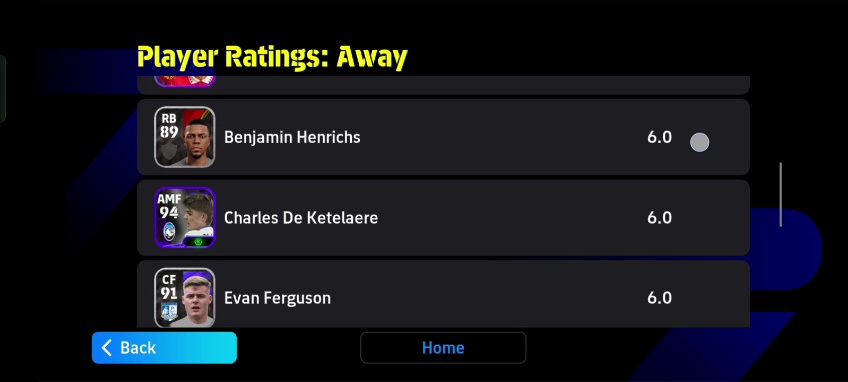 Player Ratings: Away
RB
89
Benjamin Henrichs
6.0
AMF
94
Charles De Ketelaere
6.0
CF
91
Evan Ferguson
6.0
Back
Home